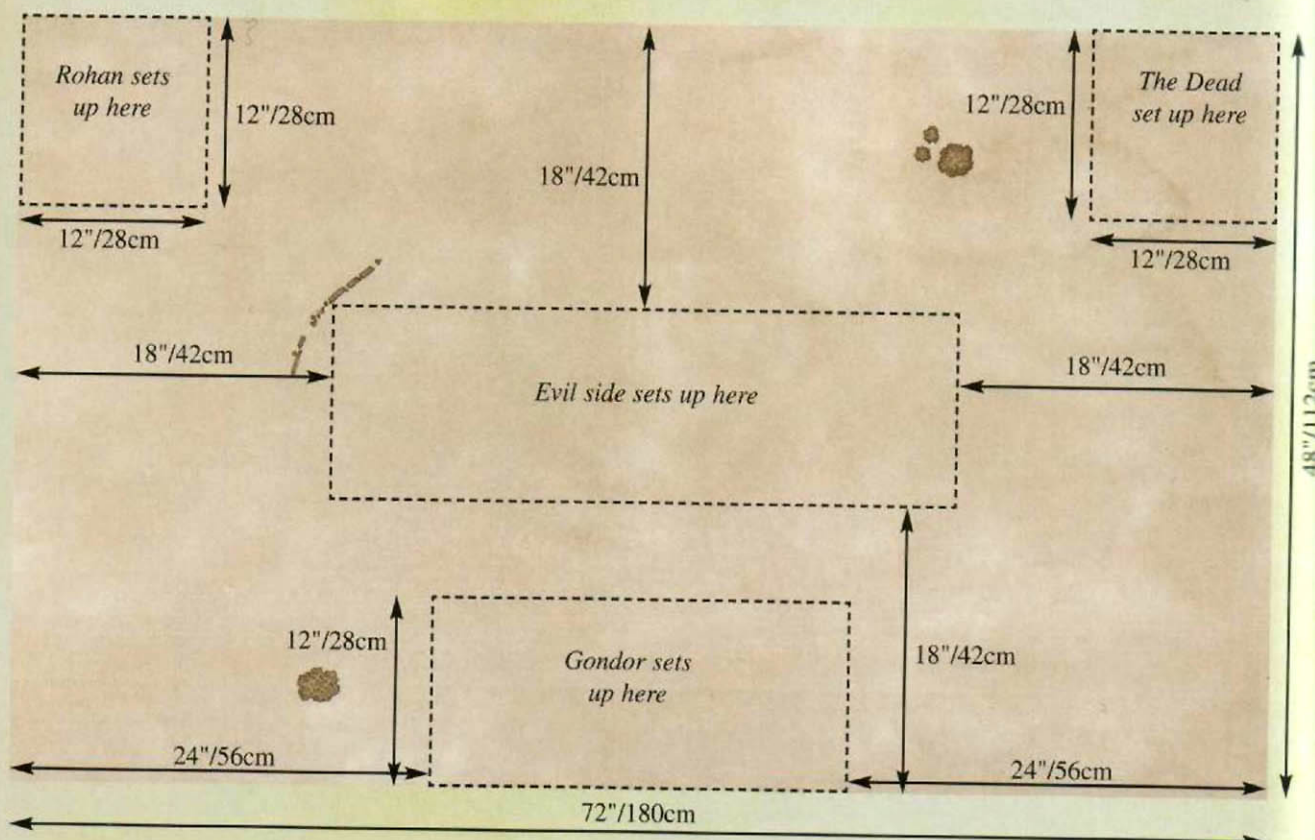 Rohan sets
up here
12"/28cm
12"/28cm
18"/42cm
12"/28cm
The Dead
set up here
12"/28cm
18"/42cm
Evil side sets up here
18"/42cm
48"/112cm
12"/28cm
Gondor sets
up here
18"/42cm
24"/56cm
24"/56cm
72"/180cm